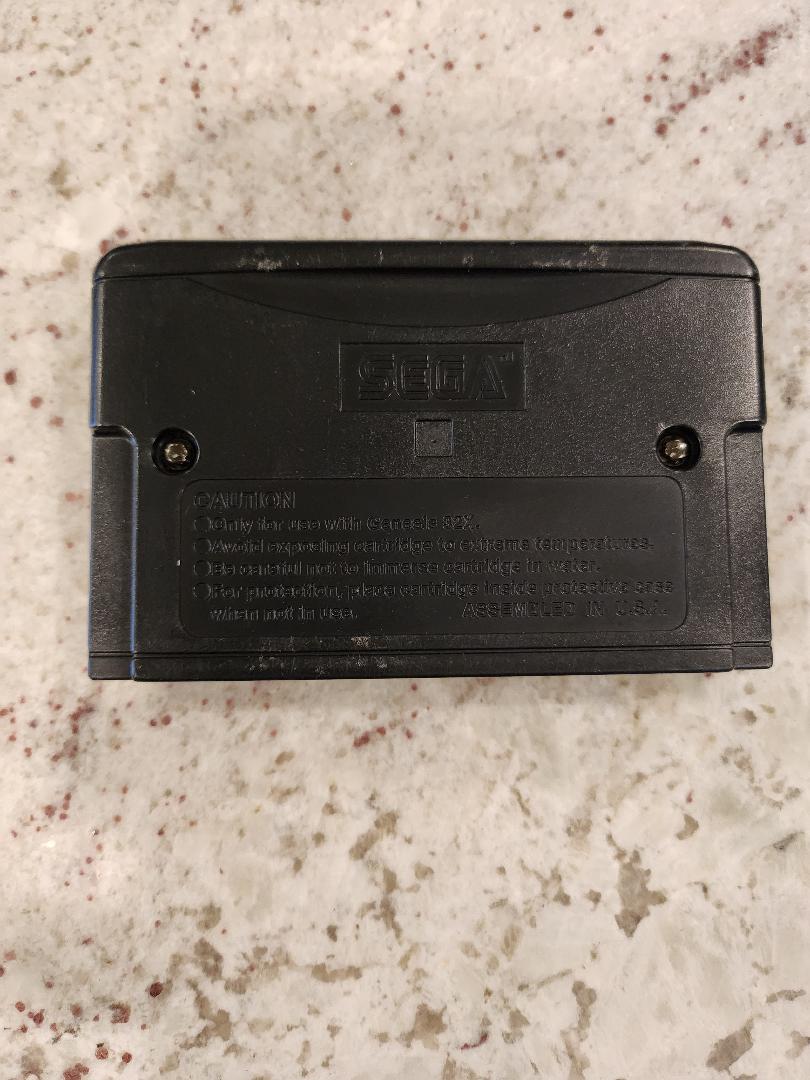 SEGA™
CAUTION
○Only for use with Genesis 32X.
○Avoid exposing cartridge to extreme temperatures.
○Be careful not to immerse cartridge in water.
○For protection, place cartridge inside protective case
when not in use. ASSEMBLED IN U.S.A.